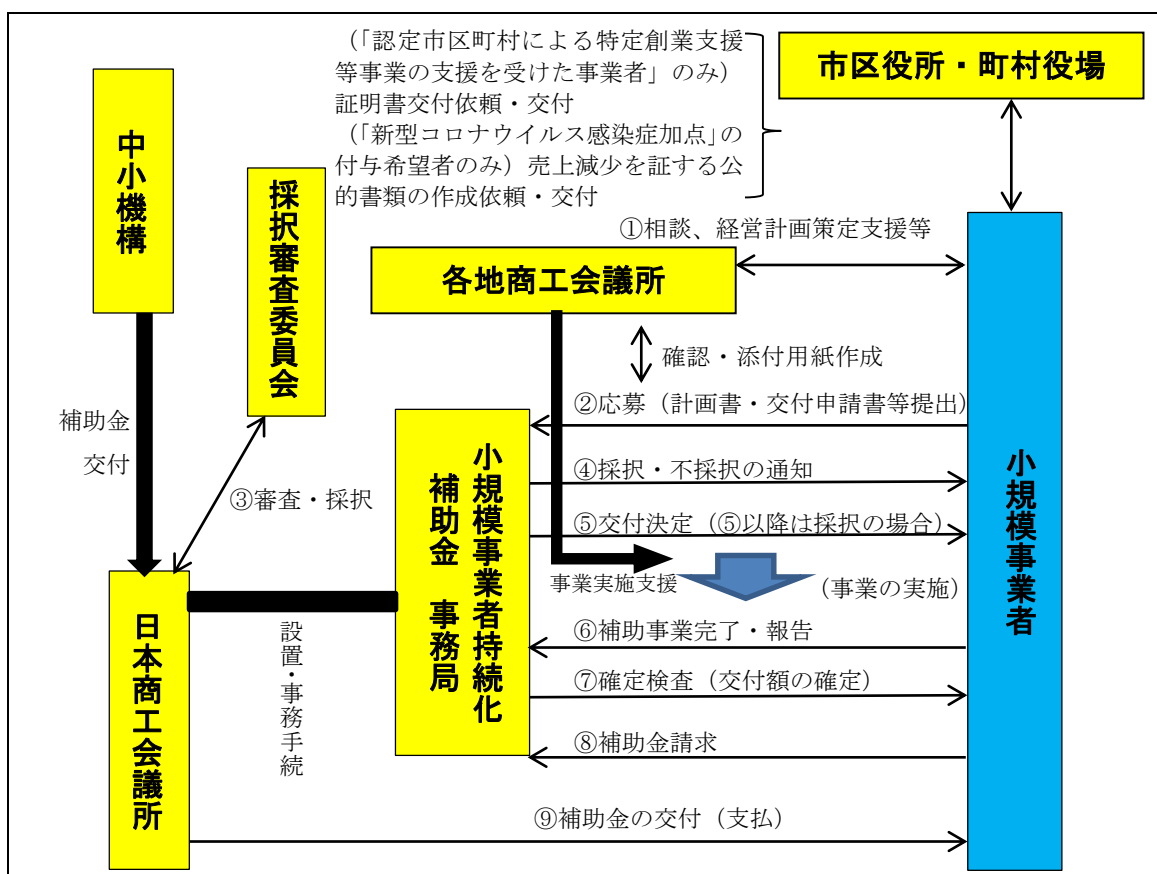 （「認定市区町村による特定創業支援
等事業の支援を受けた事業者」のみ）
証明書交付依頼・交付
（「新型コロナウイルス感染症加点」の
付与希望者のみ）売上減少を証する公
的書類の作成依頼・交付
市区役所・町村役場
中小機構
採択審査委員会
①相談、経営計画策定支援等
各地商工会議所
確認・添付用紙作成
②応募（計画書・交付申請書等提出）
補助金
交付
③審査・採択
小規模事業者持続化
補助金　事務局
④採択・不採択の通知
⑤交付決定（⑤以降は採択の場合）
事業実施支援
（事業の実施）
小規模事業者
日本商工会議所
設置・事務手続
⑥補助事業完了・報告
⑦確定検査（交付額の確定）
⑧補助金請求
⑨補助金の交付（支払）